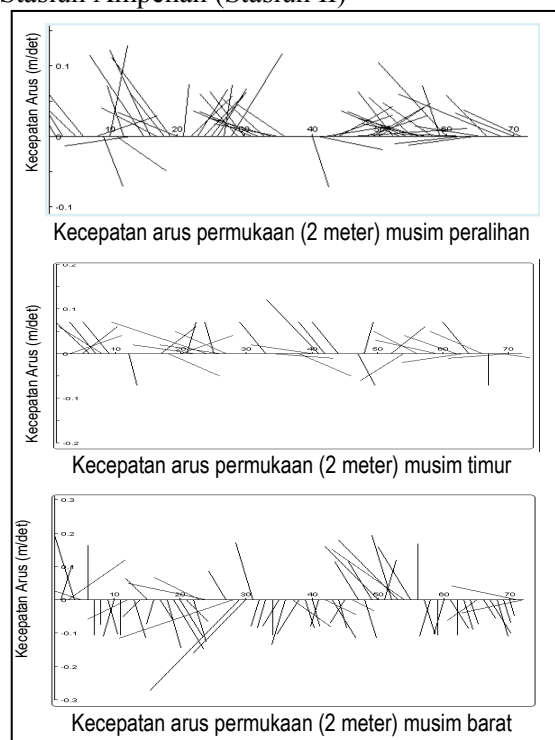 Stasiun Ampenan (Stasiun II)
Kecepatan Arus (m/det)
0.1
10 20 30 40 50 60 70
-0.1
Kecepatan arus permukaan (2 meter) musim peralihan
Kecepatan Arus (m/det)
0.2
0.1
0
10 20 30 40 50 60 70
-0.1
-0.2
Kecepatan arus permukaan (2 meter) musim timur
Kecepatan Arus (m/det)
0.3
0.2
0.1
0
10 20 30 40 50 60 70
-0.1
-0.2
-0.3
Kecepatan arus permukaan (2 meter) musim barat